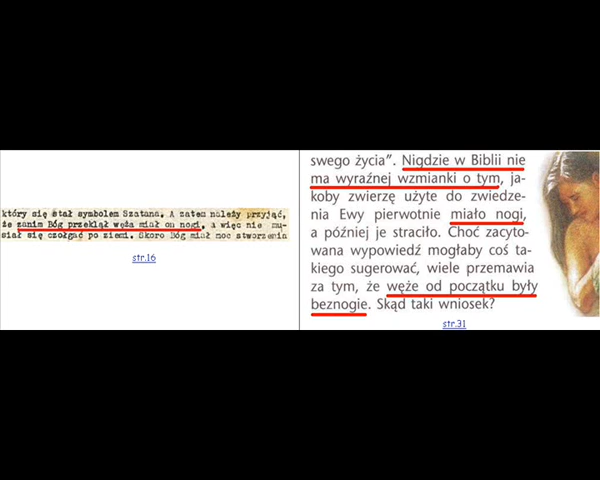 który się stał symbolem Szatana. A zatem należy przyjąć,
że zanim Bóg przeklął węża miał on nogi, a więc nie mu-
siał się czołgać po ziemi. Skoro Bóg miał moc stworzenia
str.16
swego życia”. Nigdzie w Biblii nie
ma wyraźnej wzmianki o tym, ja-
koby zwierzę użyte do zwiedze-
nia Ewy pierwotnie miało nogi,
a później je straciło. Choć zacyto-
wana wypowiedź mogłaby coś ta-
kiego sugerować, wiele przemawia
za tym, że węże od początku były
beznogie. Skąd taki wniosek?
str.31